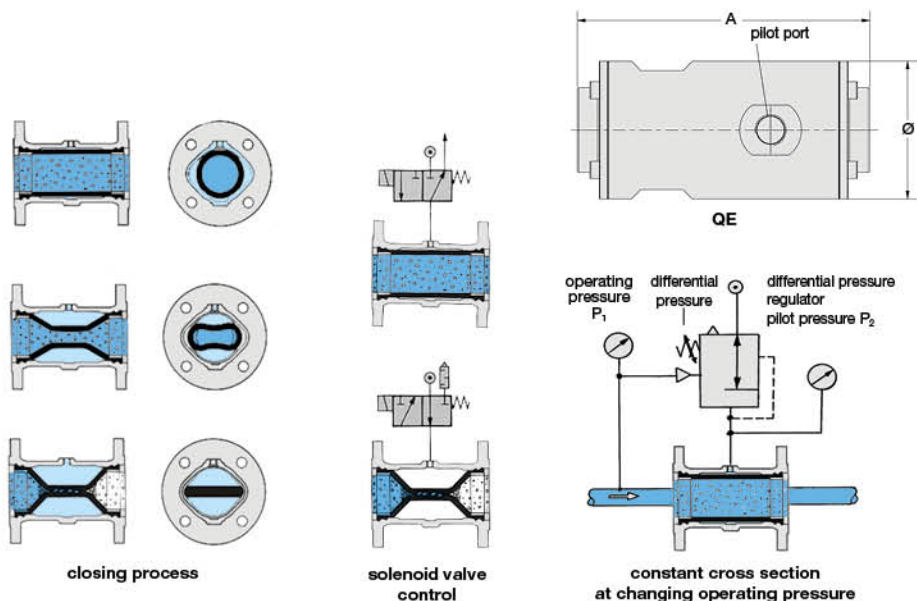 A
pilot port
Ø
QE
operating
pressure
P₁
differential
pressure
differential pressure
regulator
pilot pressure P₂
closing process
solenoid valve
control
constant cross section
at changing operating pressure